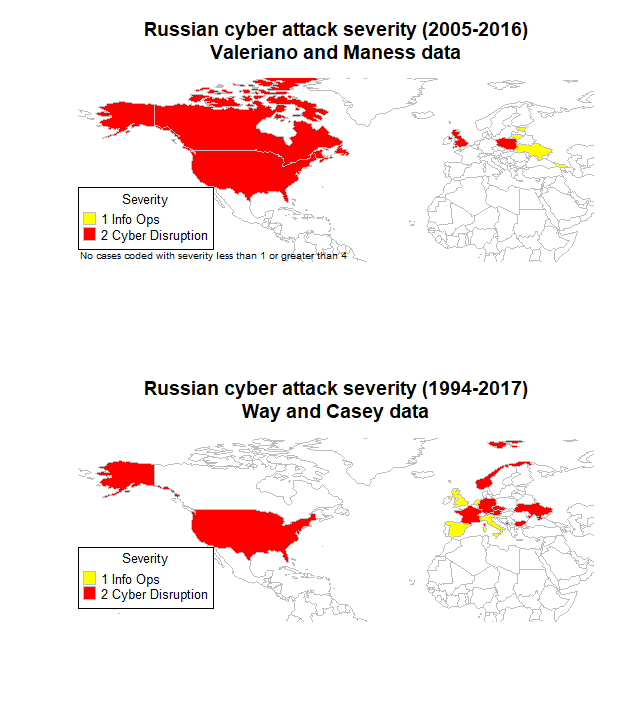 Russian cyber attack severity (2005-2016)
Valeriano and Maness data
Severity
1 Info Ops
2 Cyber Disruption
No cases coded with severity less than 1 or greater than 4
Russian cyber attack severity (1994-2017)
Way and Casey data
Severity
1 Info Ops
2 Cyber Disruption